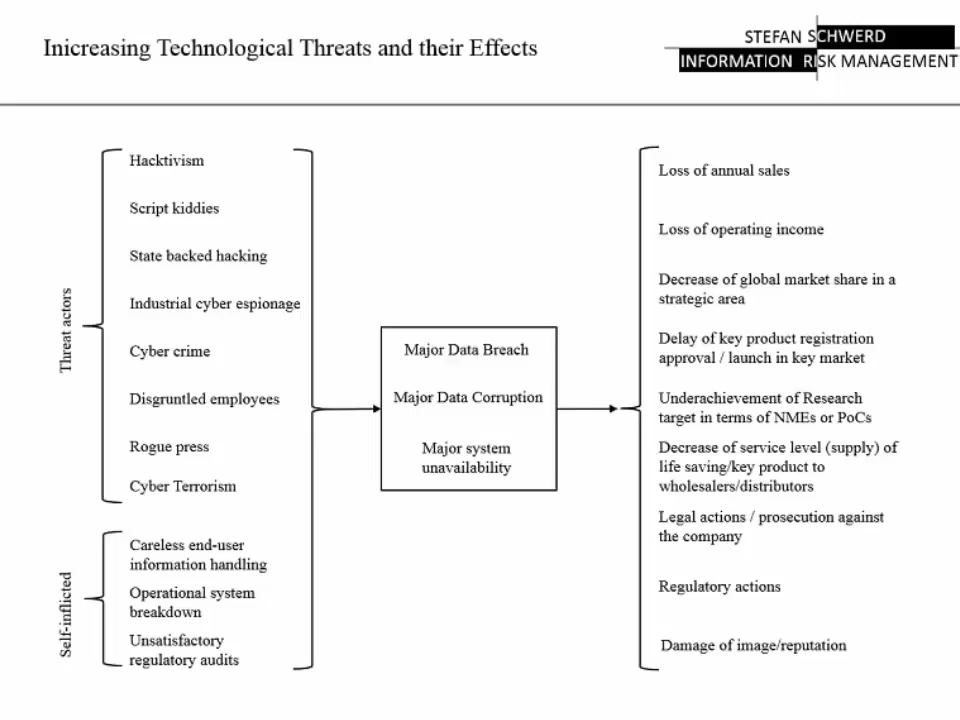 Inicreasing Technological Threats and their Effects
STEFAN SCHWERD
INFORMATION RISK MANAGEMENT
Threat actors
Hacktivism
Script kiddies
State backed hacking
Industrial cyber espionage
Cyber crime
Disgruntled employees
Rogue press
Cyber Terrorism
Self-inflicted
Careless end-user
information handling
Operational system
breakdown
Unsatisfactory
regulatory audits
Major Data Breach
Major Data Corruption
Major system
unavailability
Loss of annual sales
Loss of operating income
Decrease of global market share in a
strategic area
Delay of key product registration
approval / launch in key market
Underachievement of Research
target in terms of NMEs or PoCs
Decrease of service level (supply) of
life saving/key product to
wholesalers/distributors
Legal actions / prosecution against
the company
Regulatory actions
Damage of image/reputation